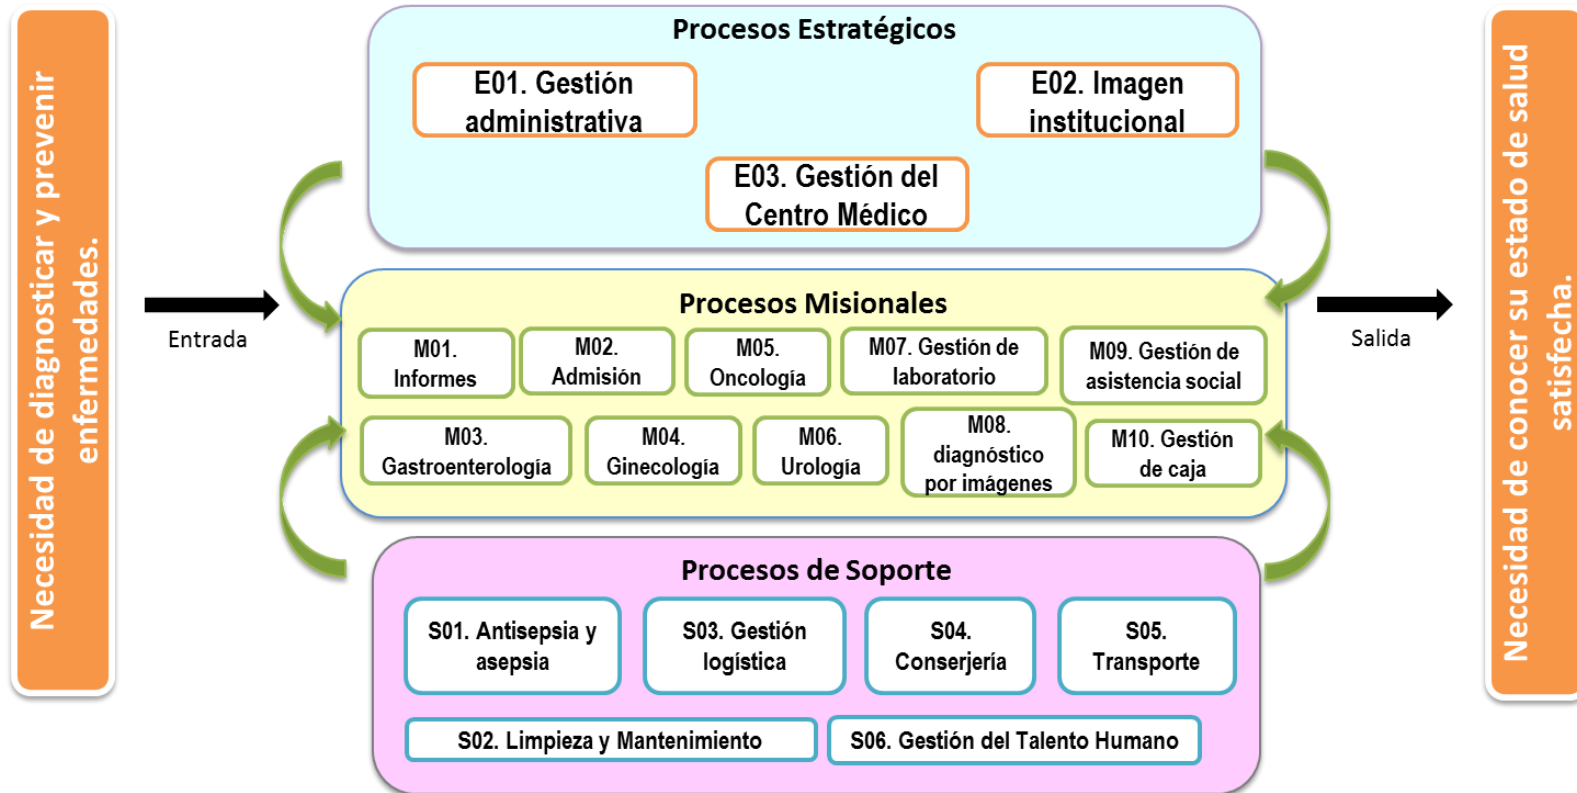 Necesidad de diagnosticar y prevenir
enfermedades.
Entrada
Procesos Estratégicos
E01. Gestión
administrativa
E02. Imagen
institucional
E03. Gestión del
Centro Médico
Procesos Misionales
M01.
Informes
M02.
Admisión
M05.
Oncología
M07. Gestión de
laboratorio
M09. Gestión de
asistencia social
M03.
Gastroenterología
M04.
Ginecología
M06.
Urología
M08.
diagnóstico
por imágenes
M10. Gestión
de caja
Procesos de Soporte
S01. Antisepsia y
asepsia
S03. Gestión
logística
S04.
Conserjería
S05.
Transporte
S02. Limpieza y Mantenimiento
S06. Gestión del Talento Humano
Salida
Necesidad de conocer su estado de salud
satisfecha.